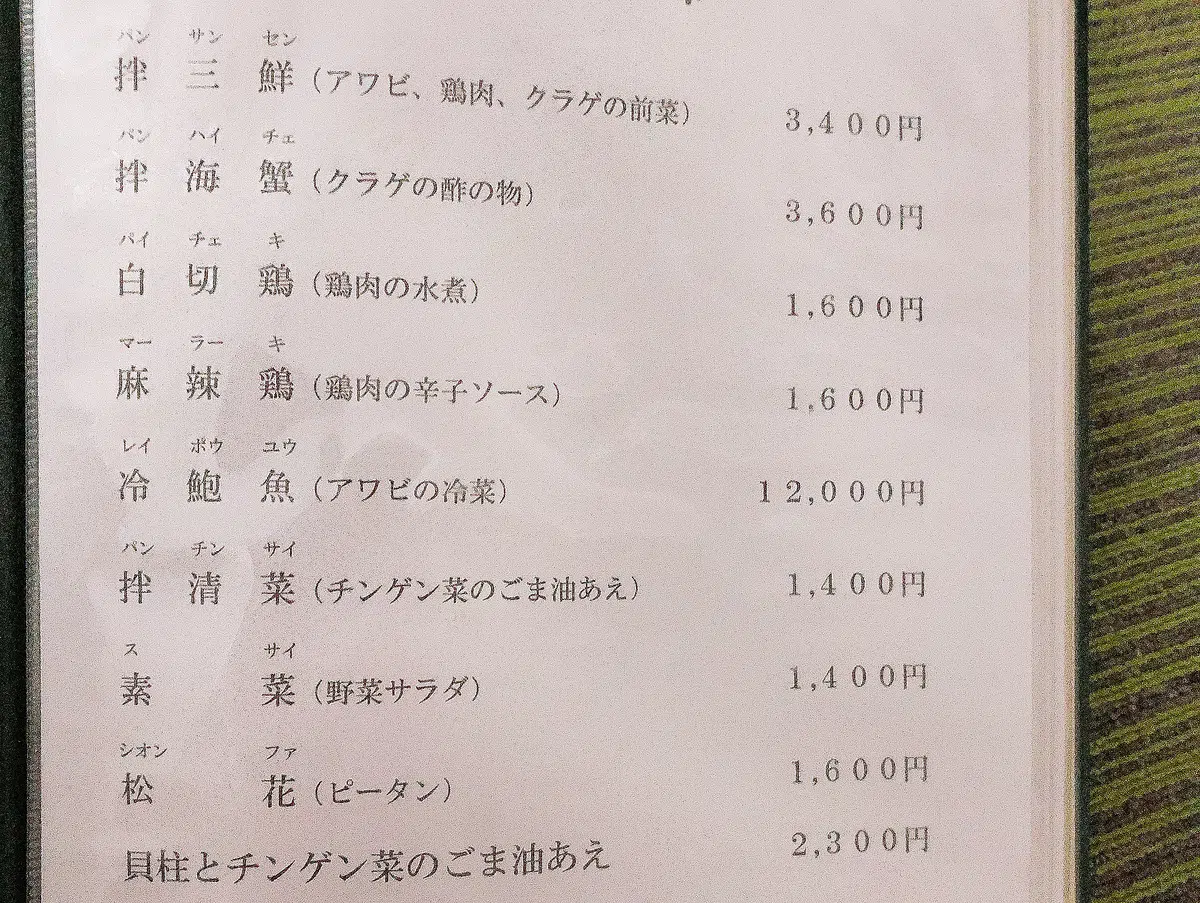 パン サン セン
拌三鮮(アワビ、鶏肉、クラゲの前菜) 3,400円
パン ハイ チェ
拌海蟹(クラゲの酢の物) 3,600円
パイ チェ キ
白切鶏(鶏肉の水煮) 1,600円
マー ラー キ
麻辣鶏(鶏肉の辛子ソース) 1,600円
レイ ポウ ユウ
冷鮑魚(アワビの冷菜) 12,000円
パン チン サイ
拌清菜(チンゲン菜のごま油あえ) 1,400円
ス サイ
素菜(野菜サラダ) 1,400円
シオン ファ
松花(ピータン) 1,600円
貝柱とチンゲン菜のごま油あえ 2,300円